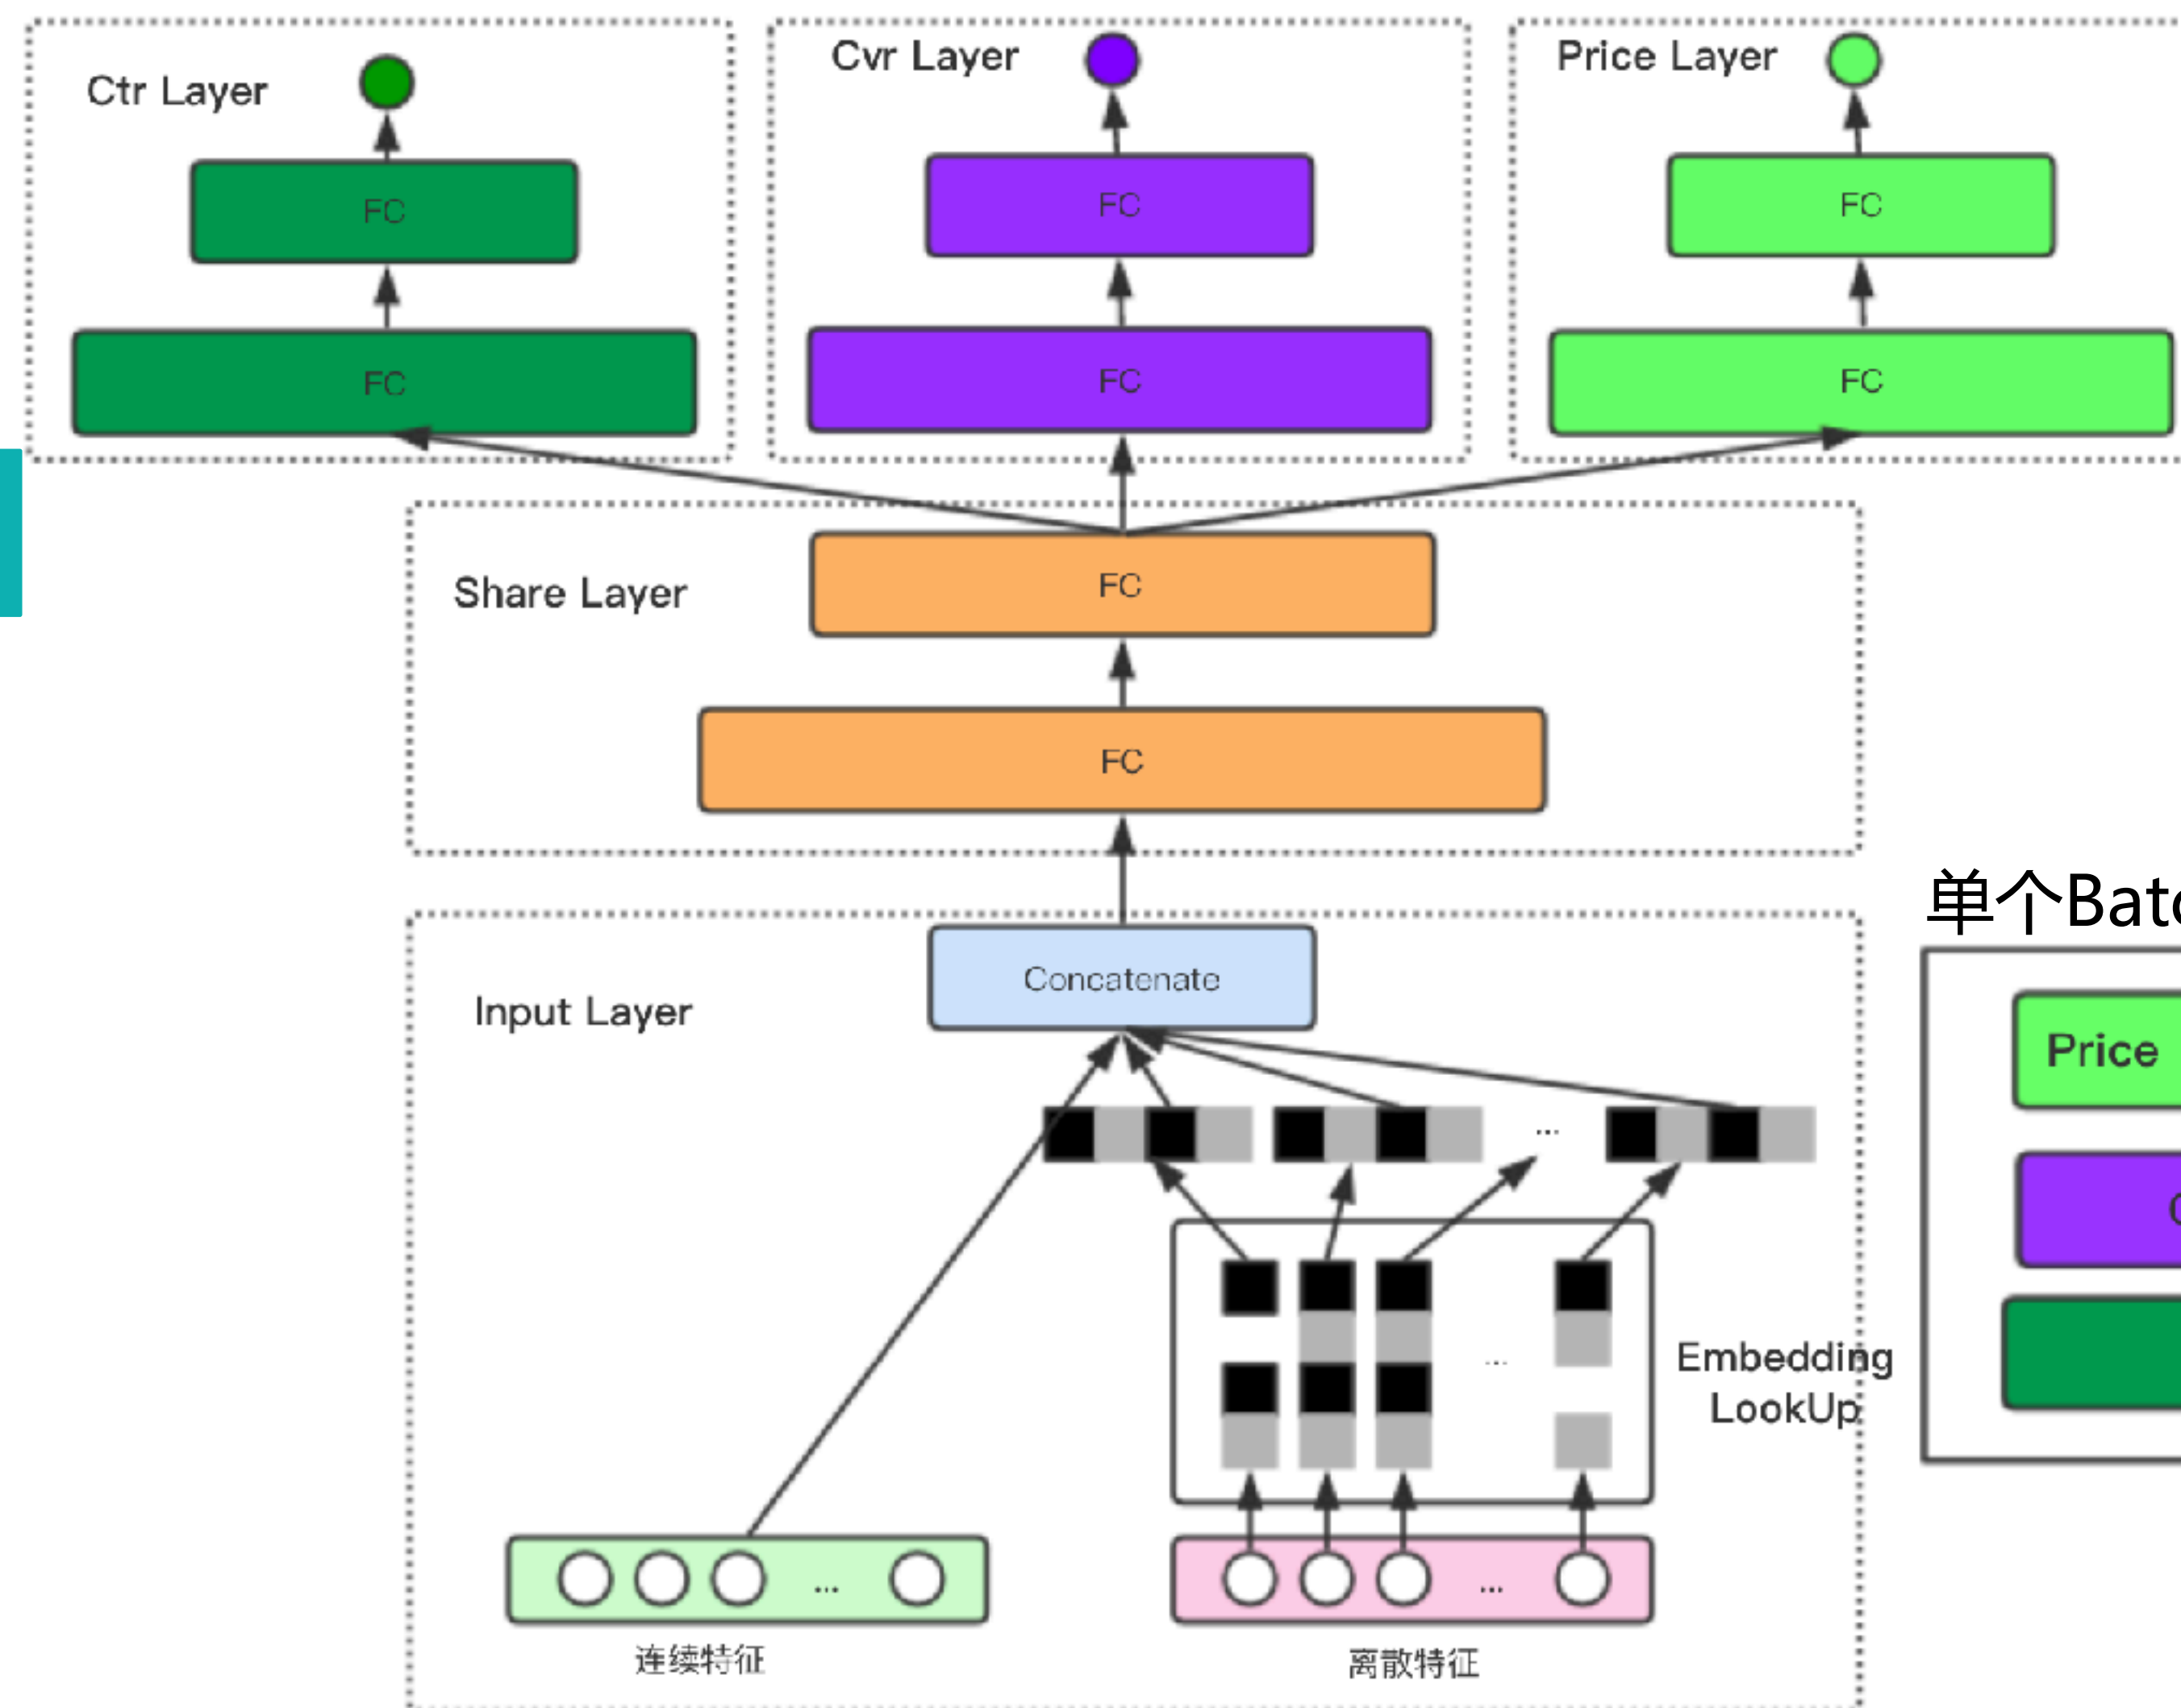 Ctr Layer
Cvr Layer
Price Layer
FC
FC
FC
FC
FC
FC
Share Layer
FC
FC
单个Bat
Input Layer
Concatenate
Price
...
...
Embedding
LookUp
...
...
连续特征
离散特征